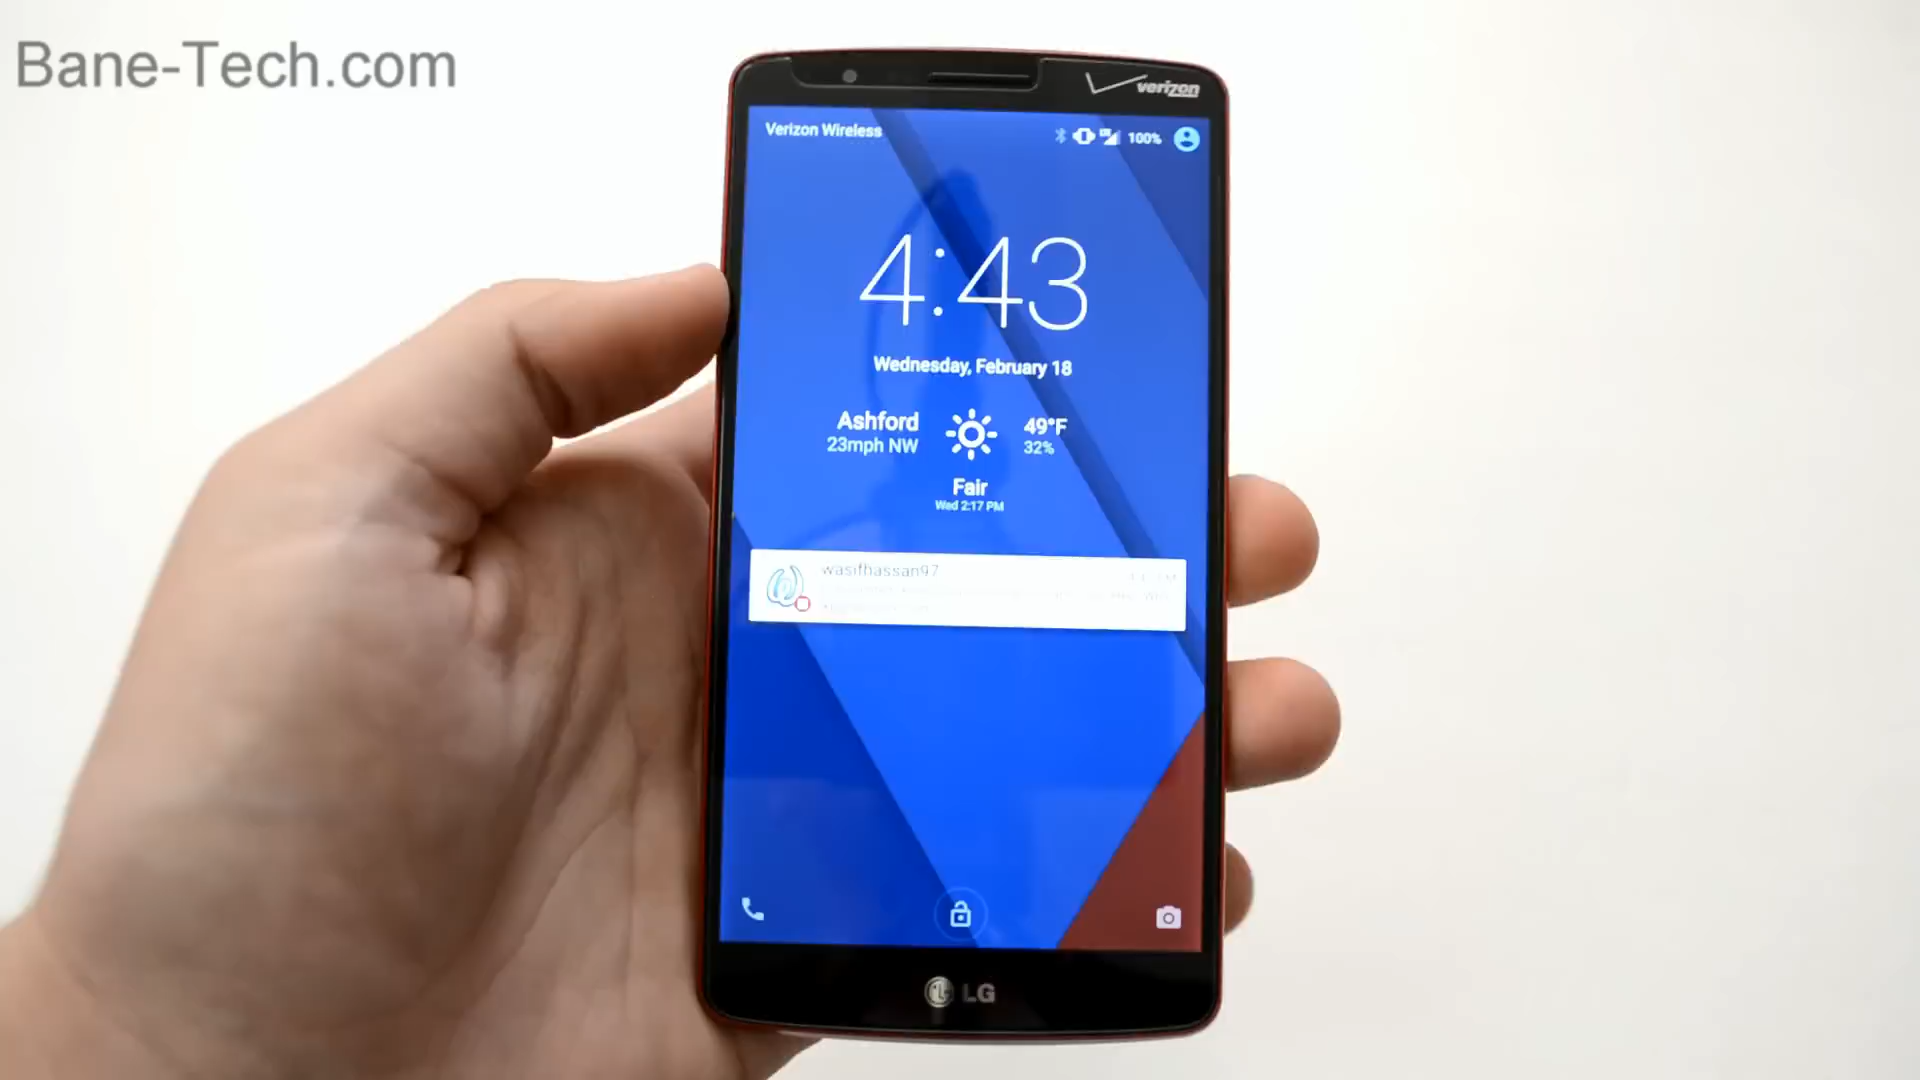 Bane-Tech.com
verizon
Verizon Wireless
100%
4:43
Wednesday, February 18
Ashford
23mph NW
49°F
32%
Fair
Wed 2:17 PM
wasifhassan97
LG